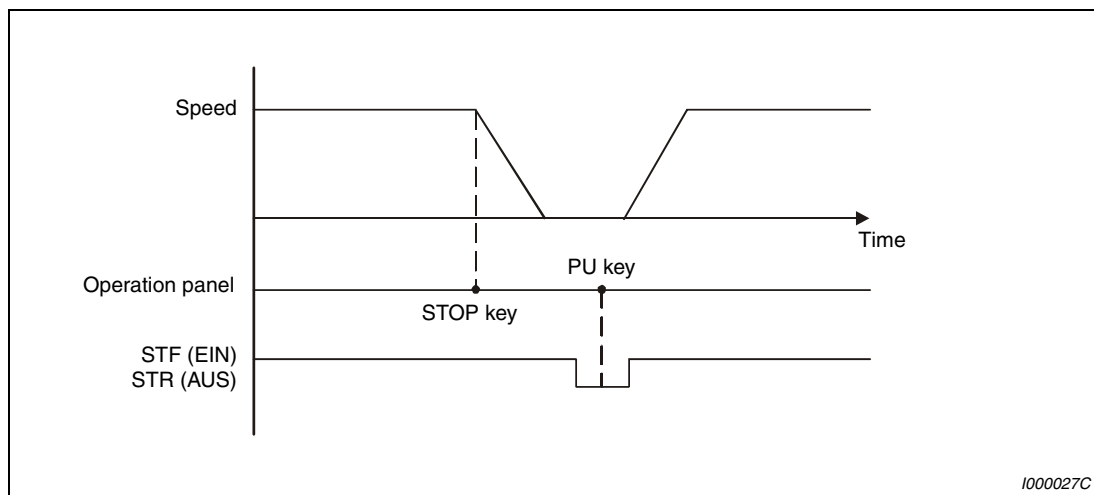 Speed
Time
Operation panel
PU key
STOP key
STF (EIN)
STR (AUS)
I000027C